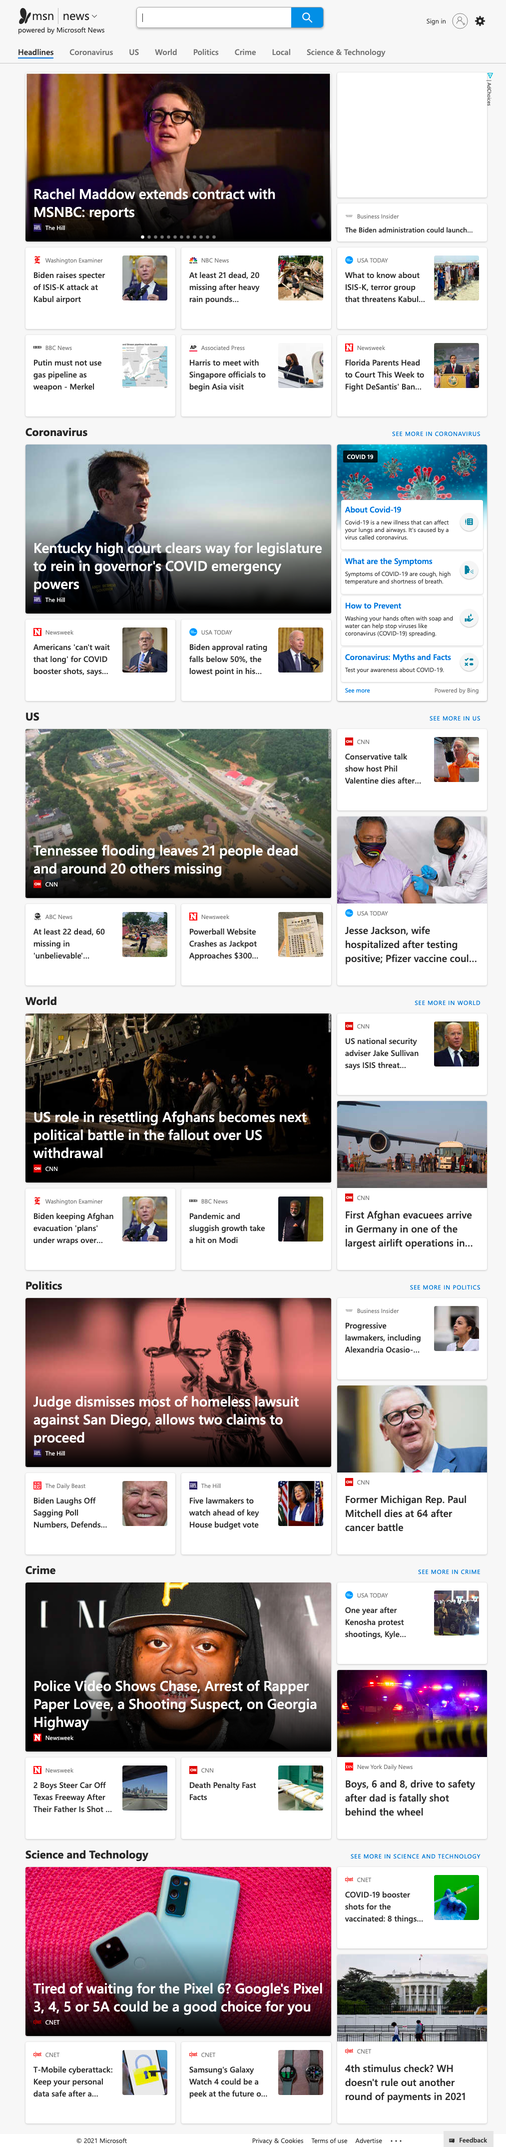 msn | news
powered by Microsoft News
Sign in
Headlines
Coronavirus
US
World
Politics
Crime
Local
Science & Technology
AdChoices
Rachel Maddow extends contract with
MSNBC: reports
The Hill
Business Insider
The Biden administration could launch...
Washington Examiner
Biden raises specter
of ISIS-K attack at
Kabul airport
NBC News
At least 21 dead, 20
missing after heavy
rain pounds...
USA TODAY
What to know about
ISIS-K, terror group
that threatens Kabul...
BBC News
Putin must not use
gas pipeline as
weapon - Merkel
Associated Press
Harris to meet with
Singapore officials to
begin Asia visit
Newsweek
Florida Parents Head
to Court This Week to
Fight DeSantis' Ban...
Coronavirus
SEE MORE IN CORONAVIRUS
Kentucky high court clears way for legislature
to rein in governor's COVID emergency
powers
The Hill
COVID 19
About Covid-19
Covid-19 is a new illness that can affect
your lungs and airways. It's caused by a
virus called coronavirus.
What are the Symptoms
Symptoms of COVID-19 are cough, high
temperature and shortness of breath.
How to Prevent
Washing your hands often with soap and
water can help stop viruses like
coronavirus (COVID-19) spreading.
Coronavirus: Myths and Facts
Test your awareness about COVID-19.
See more
Powered by Bing
Newsweek
Americans 'can't wait
that long' for COVID
booster shots, says...
USA TODAY
Biden approval rating
falls below 50%, the
lowest point in his...
US
SEE MORE IN US
Tennessee flooding leaves 21 people dead
and around 20 others missing
CNN
CNN
Conservative talk
show host Phil
Valentine dies after...
USA TODAY
Jesse Jackson, wife
hospitalized after testing
positive; Pfizer vaccine coul...
ABC News
At least 22 dead, 60
missing in
'unbelievable'...
Newsweek
Powerball Website
Crashes as Jackpot
Approaches $300...
World
SEE MORE IN WORLD
US role in resettling Afghans becomes next
political battle in the fallout over US
withdrawal
CNN
CNN
US national security
adviser Jake Sullivan
says ISIS threat...
CNN
First Afghan evacuees arrive
in Germany in one of the
largest airlift operations in...
Washington Examiner
Biden keeping Afghan
evacuation 'plans'
under wraps over...
BBC News
Pandemic and
sluggish growth take
a hit on Modi
Politics
SEE MORE IN POLITICS
Judge dismisses most of homeless lawsuit
against San Diego, allows two claims to
proceed
The Hill
Business Insider
Progressive
lawmakers, including
Alexandria Ocasio-...
CNN
Former Michigan Rep. Paul
Mitchell dies at 64 after
cancer battle
The Daily Beast
Biden Laughs Off
Sagging Poll
Numbers, Defends...
The Hill
Five lawmakers to
watch ahead of key
House budget vote
Crime
SEE MORE IN CRIME
Police Video Shows Chase, Arrest of Rapper
Paper Lovee, a Shooting Suspect, on Georgia
Highway
Newsweek
USA TODAY
One year after
Kenosha protest
shootings, Kyle...
New York Daily News
Boys, 6 and 8, drive to safety
after dad is fatally shot
behind the wheel
Newsweek
2 Boys Steer Car Off
Texas Freeway After
Their Father Is Shot ...
CNN
Death Penalty Fast
Facts
Science and Technology
SEE MORE IN SCIENCE AND TECHNOLOGY
Tired of waiting for the Pixel 6? Google's Pixel
3, 4, 5 or 5A could be a good choice for you
CNET
CNET
COVID-19 booster
shots for the
vaccinated: 8 things...
CNET
4th stimulus check? WH
doesn't rule out another
round of payments in 2021
CNET
T-Mobile cyberattack:
Keep your personal
data safe after a...
CNET
Samsung's Galaxy
Watch 4 could be a
peek at the future o...
© 2021 Microsoft
Privacy & Cookies
Terms of use
Advertise
Feedback